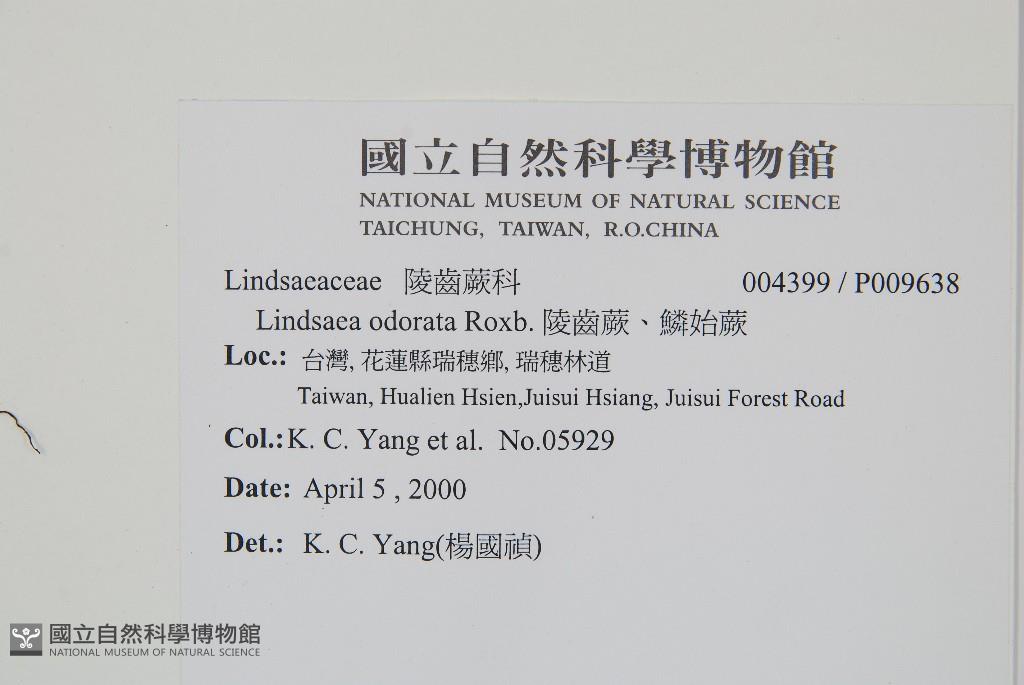 國立自然科學博物館
NATIONAL MUSEUM OF NATURAL SCIENCE
TAICHUNG, TAIWAN, R.O.CHINA
Lindsaeaceae 陵齒蕨科 004399 / P009638
Lindsaea odorata Roxb. 陵齒蕨、鱗始蕨
Loc.: 台灣, 花蓮縣瑞穗鄉, 瑞穗林道
Taiwan, Hualien Hsien,Juisui Hsiang, Juisui Forest Road
Col.:K. C. Yang et al. No.05929
Date: April 5 , 2000
Det.: K. C. Yang(楊國禎)
國立自然科學博物館
NATIONAL MUSEUM OF NATURAL SCIENCE